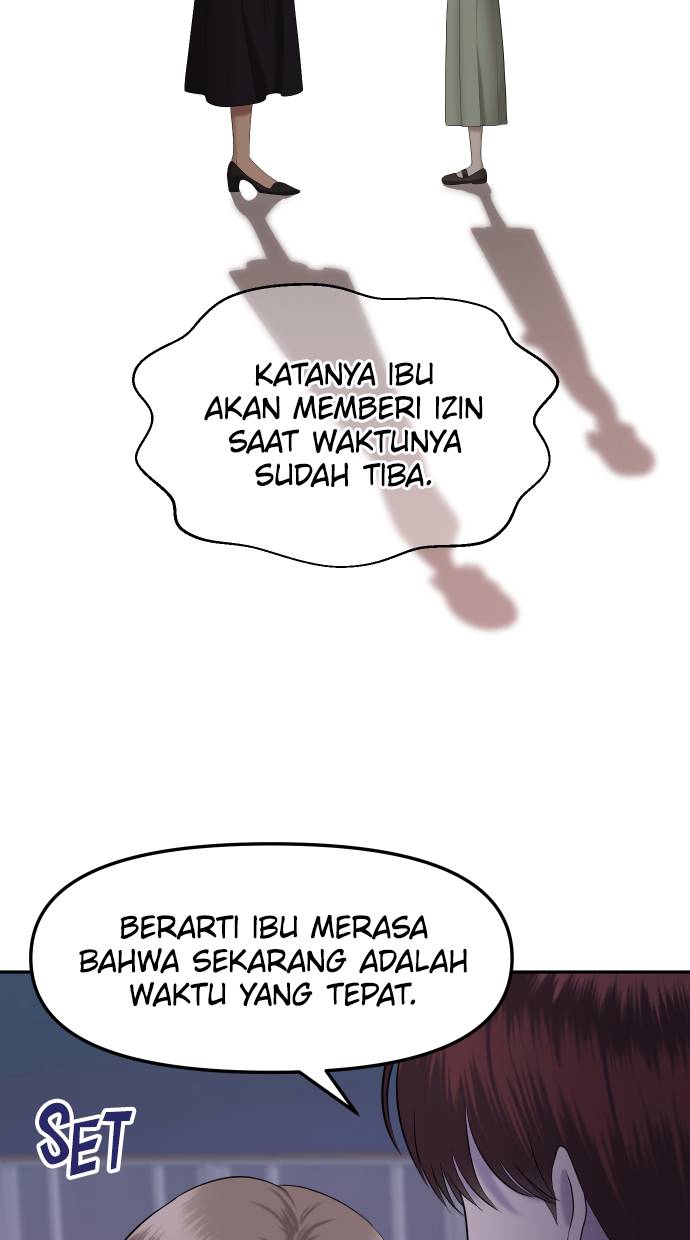 KATANYA IBU
AKAN MEMBERI IZIN
SAAT WAKTUNYA
SUDAH TIBA.
BERARTI IBU MERASA
BAHWA SEKARANG ADALAH
WAKTU YANG TEPAT.
SET